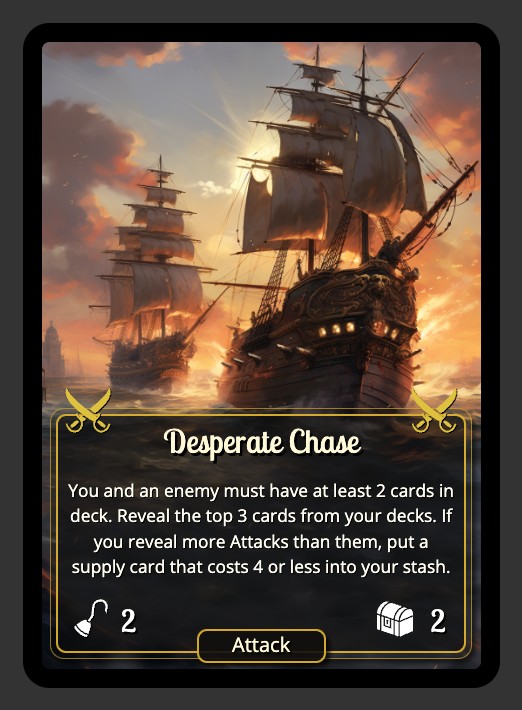 Desperate Chase
You and an enemy must have at least 2 cards in
deck. Reveal the top 3 cards from your decks. If
you reveal more Attacks than them, put a
supply card that costs 4 or less into your stash.
2
2
Attack